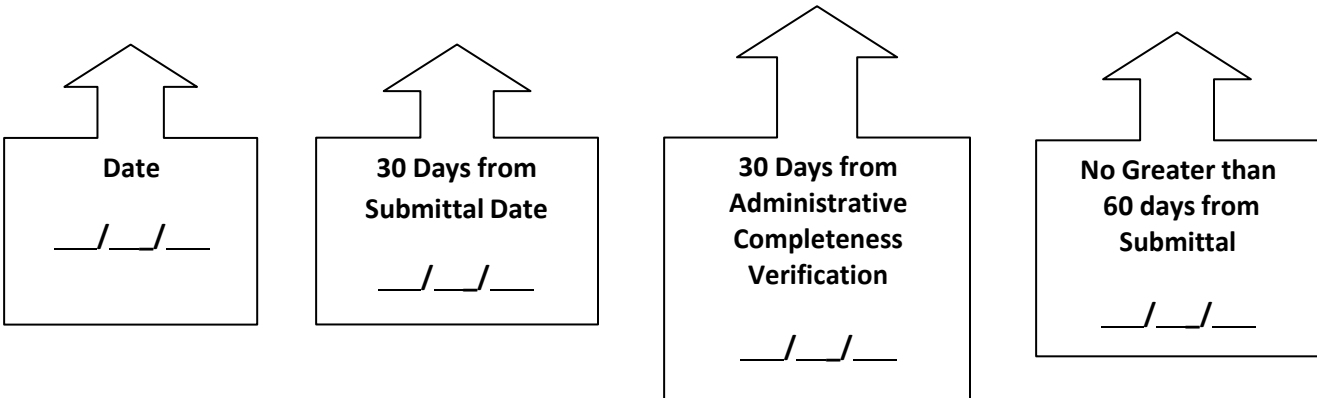 Date
___/___/___
30 Days from
Submittal Date
___/___/___
30 Days from
Administrative
Completeness
Verification
___/___/___
No Greater than
60 days from
Submittal
___/___/___